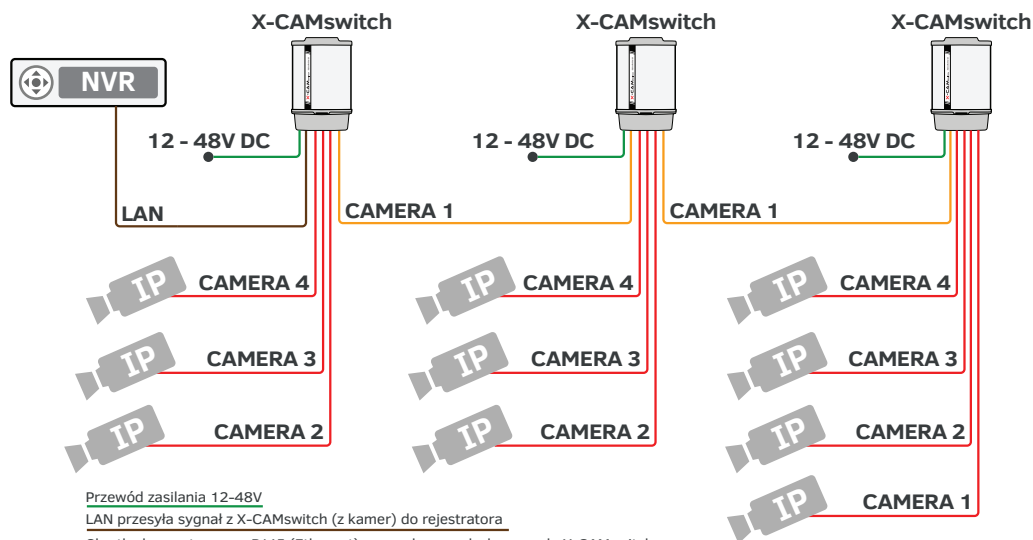 X-CAMswitch X-CAMswitch X-CAMswitch
NVR
12 - 48V DC 12 - 48V DC 12 - 48V DC
LAN CAMERA 1 CAMERA 1
IP CAMERA 4 IP CAMERA 4 IP CAMERA 4
IP CAMERA 3 IP CAMERA 3 IP CAMERA 3
IP CAMERA 2 IP CAMERA 2 IP CAMERA 2
IP CAMERA 1
Przewód zasilania 12-48V
LAN przesyła sygnał z X-CAMswitch (z kamer) do rejestratora